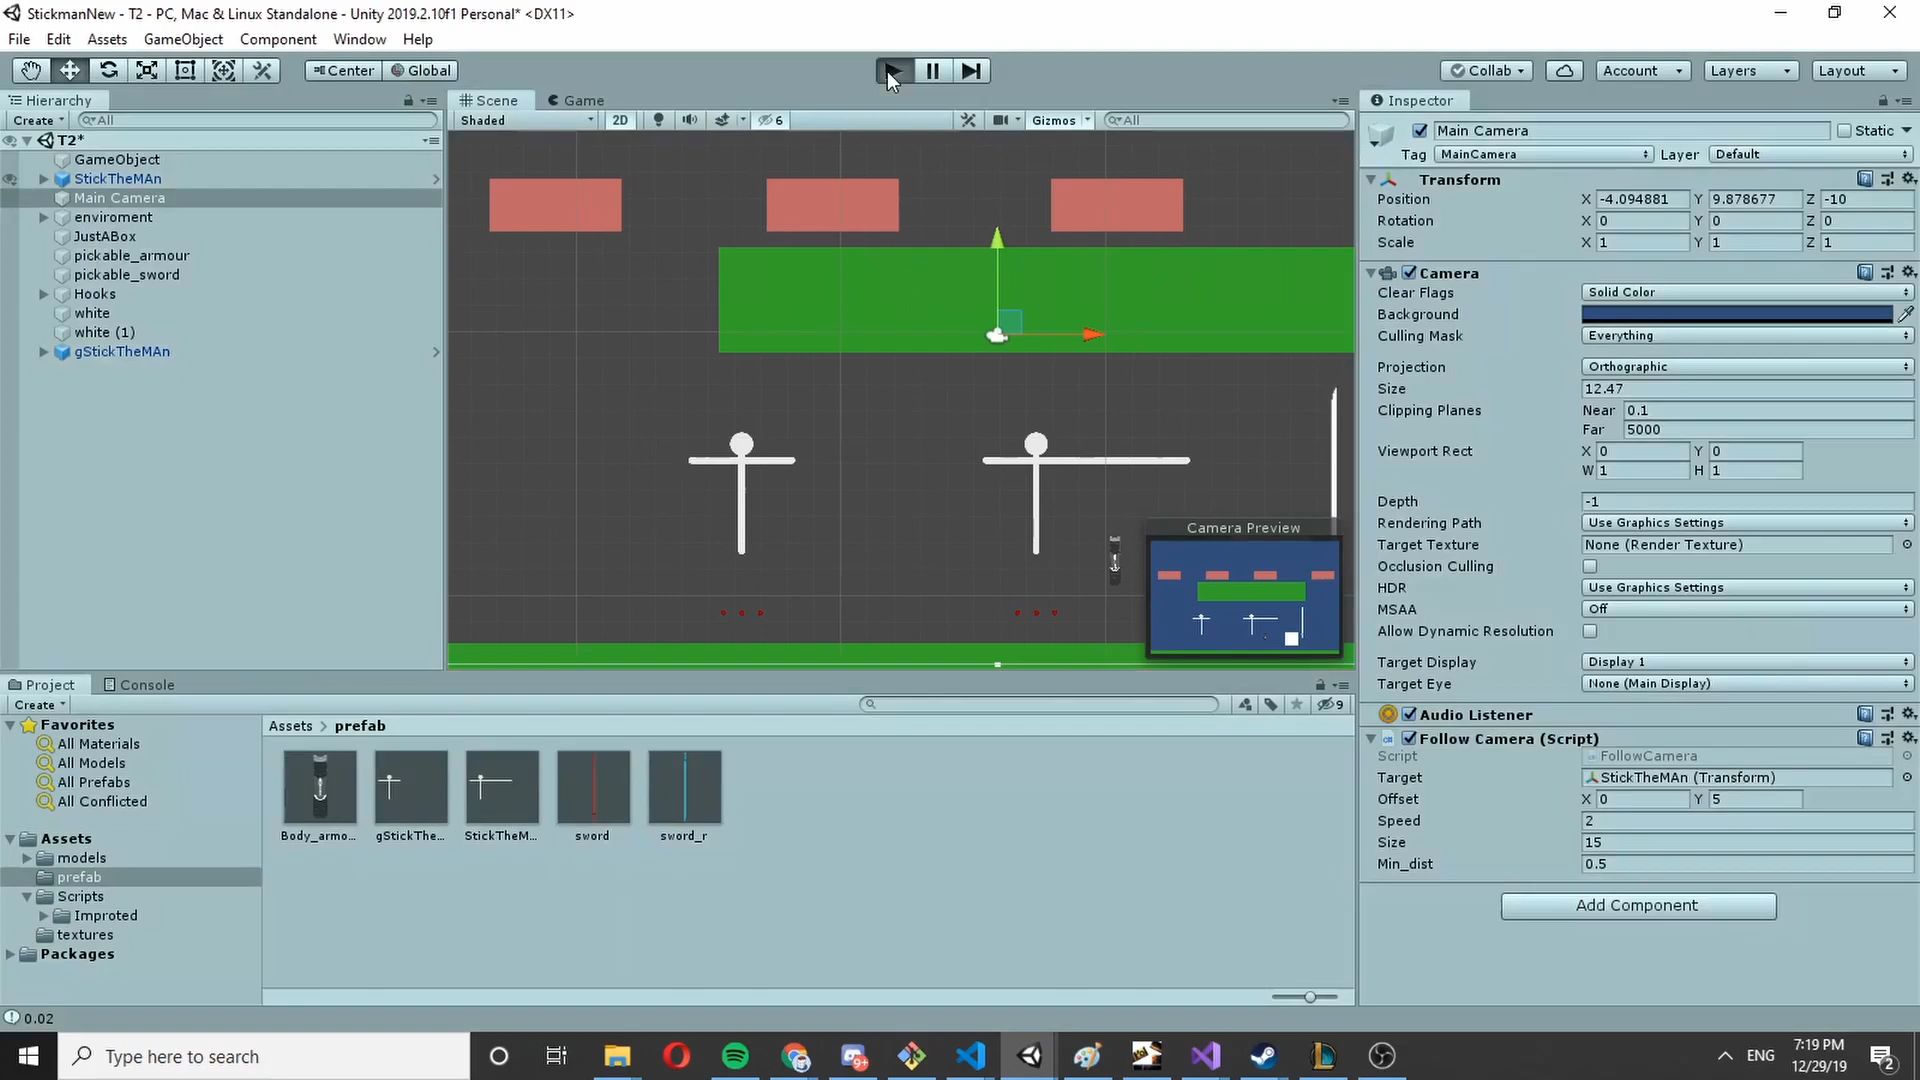 StickmanNew - T2 - PC, Mac & Linux Standalone - Unity 2019.2.10f1 Personal* <DX11>
File Edit Assets GameObject Component Window Help
Center Global Collab Account Layers Layout
Hierarchy
Create All
T2*
GameObject
StickTheMAn
Main Camera
enviroment
JustABox
pickable_armour
pickable_sword
Hooks
white
white (1)
gStickTheMAn
Scene Game
Shaded 2D 6 Gizmos All
Camera Preview
Inspector
Main Camera Static
Tag MainCamera Layer Default
Transform
Position X -4.094881 Y 9.878677 Z -10
Rotation X 0 Y 0 Z 0
Scale X 1 Y 1 Z 1
Camera
Clear Flags Solid Color
Background
Culling Mask Everything
Projection Orthographic
Size 12.47
Clipping Planes Near 0.1
Far 5000
Viewport Rect X 0 Y 0
W 1 H 1
Depth -1
Rendering Path Use Graphics Settings
Target Texture None (Render Texture)
Occlusion Culling
HDR Use Graphics Settings
MSAA Off
Allow Dynamic Resolution
Target Display Display 1
Target Eye None (Main Display)
Audio Listener
Follow Camera (Script)
Script FollowCamera
Target StickTheMAn (Transform)
Offset X 0 Y 5
Speed 2
Size 15
Min_dist 0.5
Add Component
Project Console
Create 9
Favorites
All Materials
All Models
All Prefabs
All Conflicted
Assets
models
prefab
Scripts
Improted
textures
Packages
Assets > prefab
Body_armo... gStickThe... StickTheM... sword sword_r
0.02
Type here to search
9+
ENG
7:19 PM
12/29/19
2